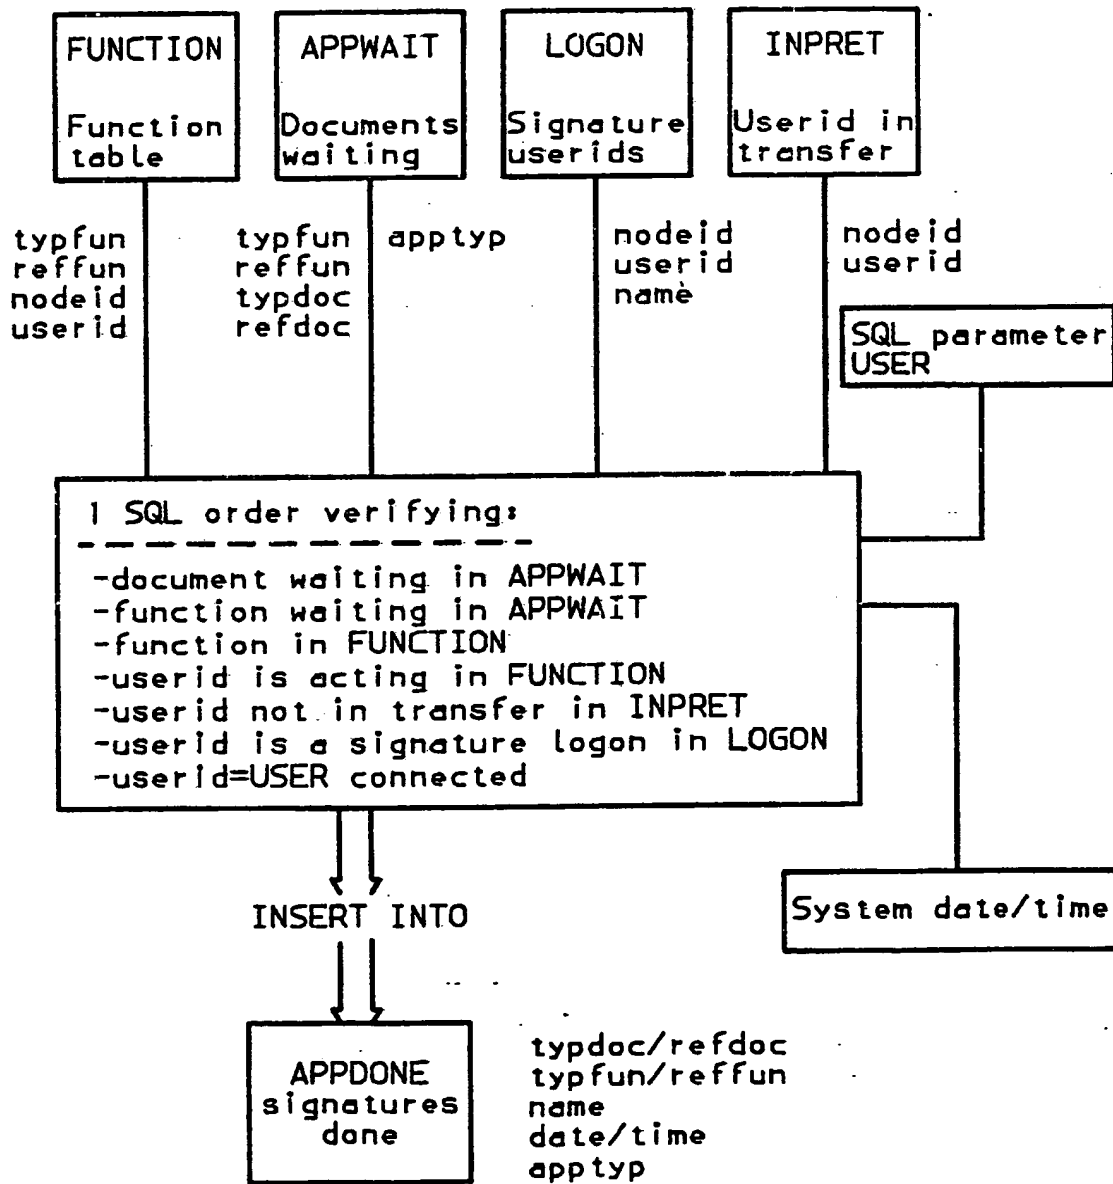 FUNCTION
Function
table
APPWAIT
Documents
waiting
LOGON
Signature
userids
INPRET
Userid in
transfer
typfun
reffun
nodeid
userid
typfun
reffun
typdoc
refdoc
apptyp
nodeid
userid
name
nodeid
userid
SQL parameter
USER
1 SQL order verifying:
-document waiting in APPWAIT
-function waiting in APPWAIT
-function in FUNCTION
-userid is acting in FUNCTION
-userid not in transfer in INPRET
-userid is a signature logon in LOGON
-userid=USER connected
System date/time
INSERT INTO
APPDONE
signatures
done
typdoc/refdoc
typfun/reffun
name
date/time
apptyp